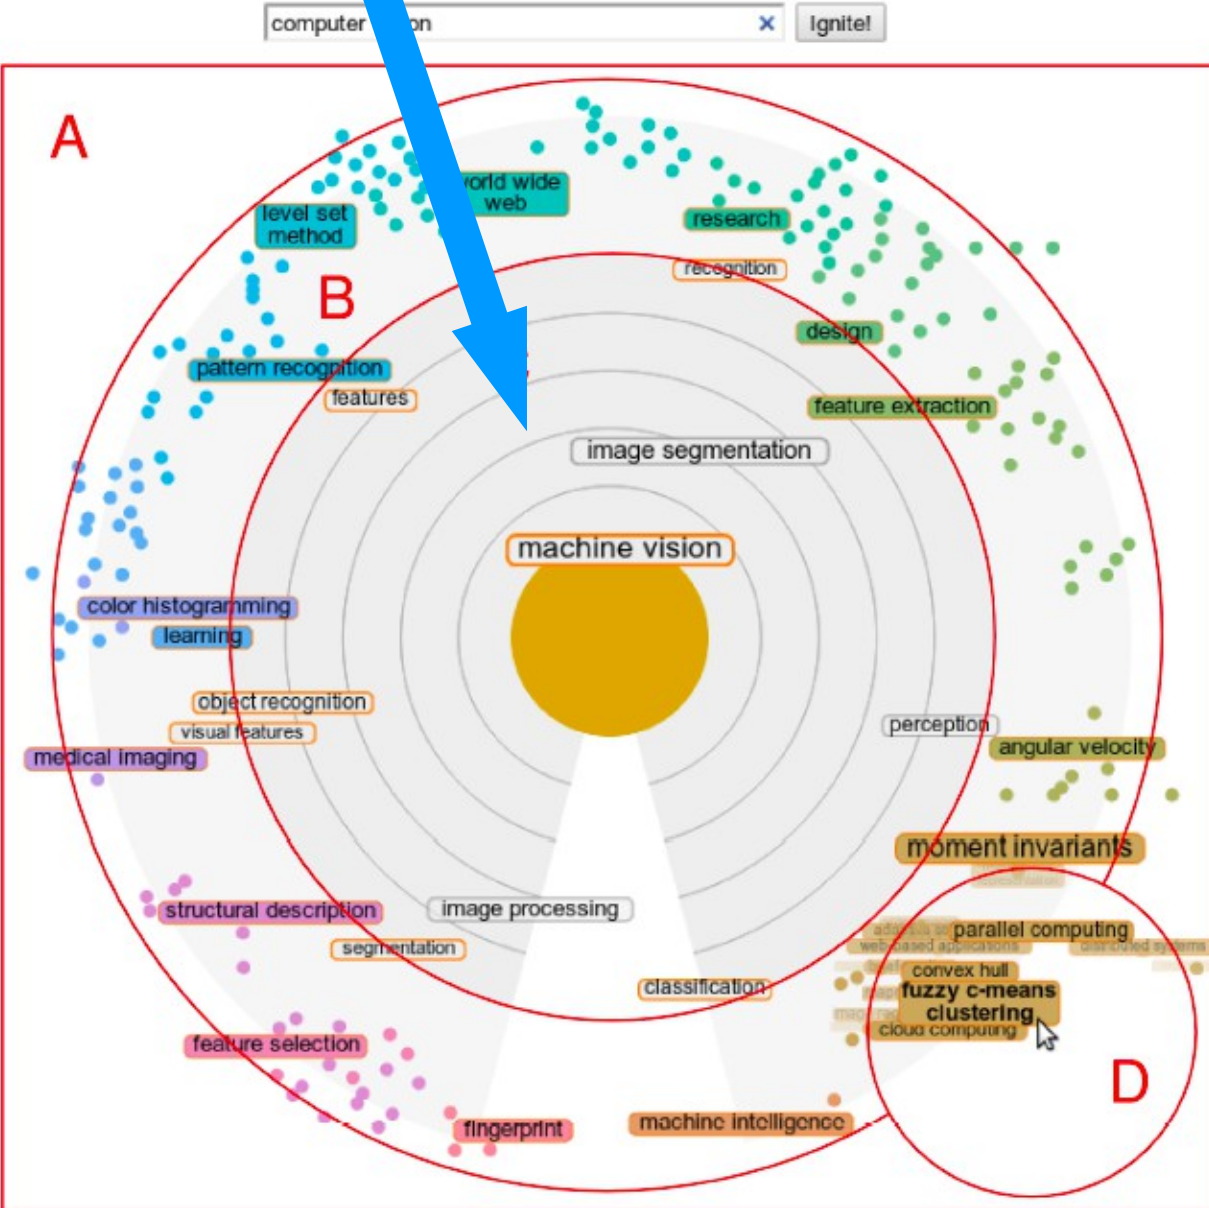 computer on
Ignite!
A
world wide
web
level set
method
research
recognition
B
design
pattern recognition
features
feature extraction
image segmentation
machine vision
color histogramming
learning
object recognition
visual features
perception
medical imaging
angular velocity
moment invariants
structural description
image processing
parallel computing
segmentation
web-based applications
distributed systems
convex hull
classification
fuzzy c-means
clustering
cloud computing
feature selection
D
fingerprint
machine intelligence